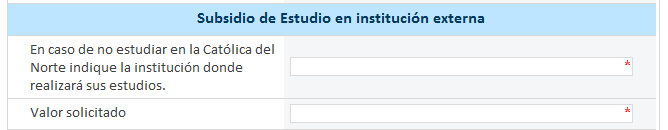 Subsidio de Estudio en institución externa
En caso de no estudiar en la Católica del
Norte indique la institución donde
realizará sus estudios.
*
Valor solicitado
*